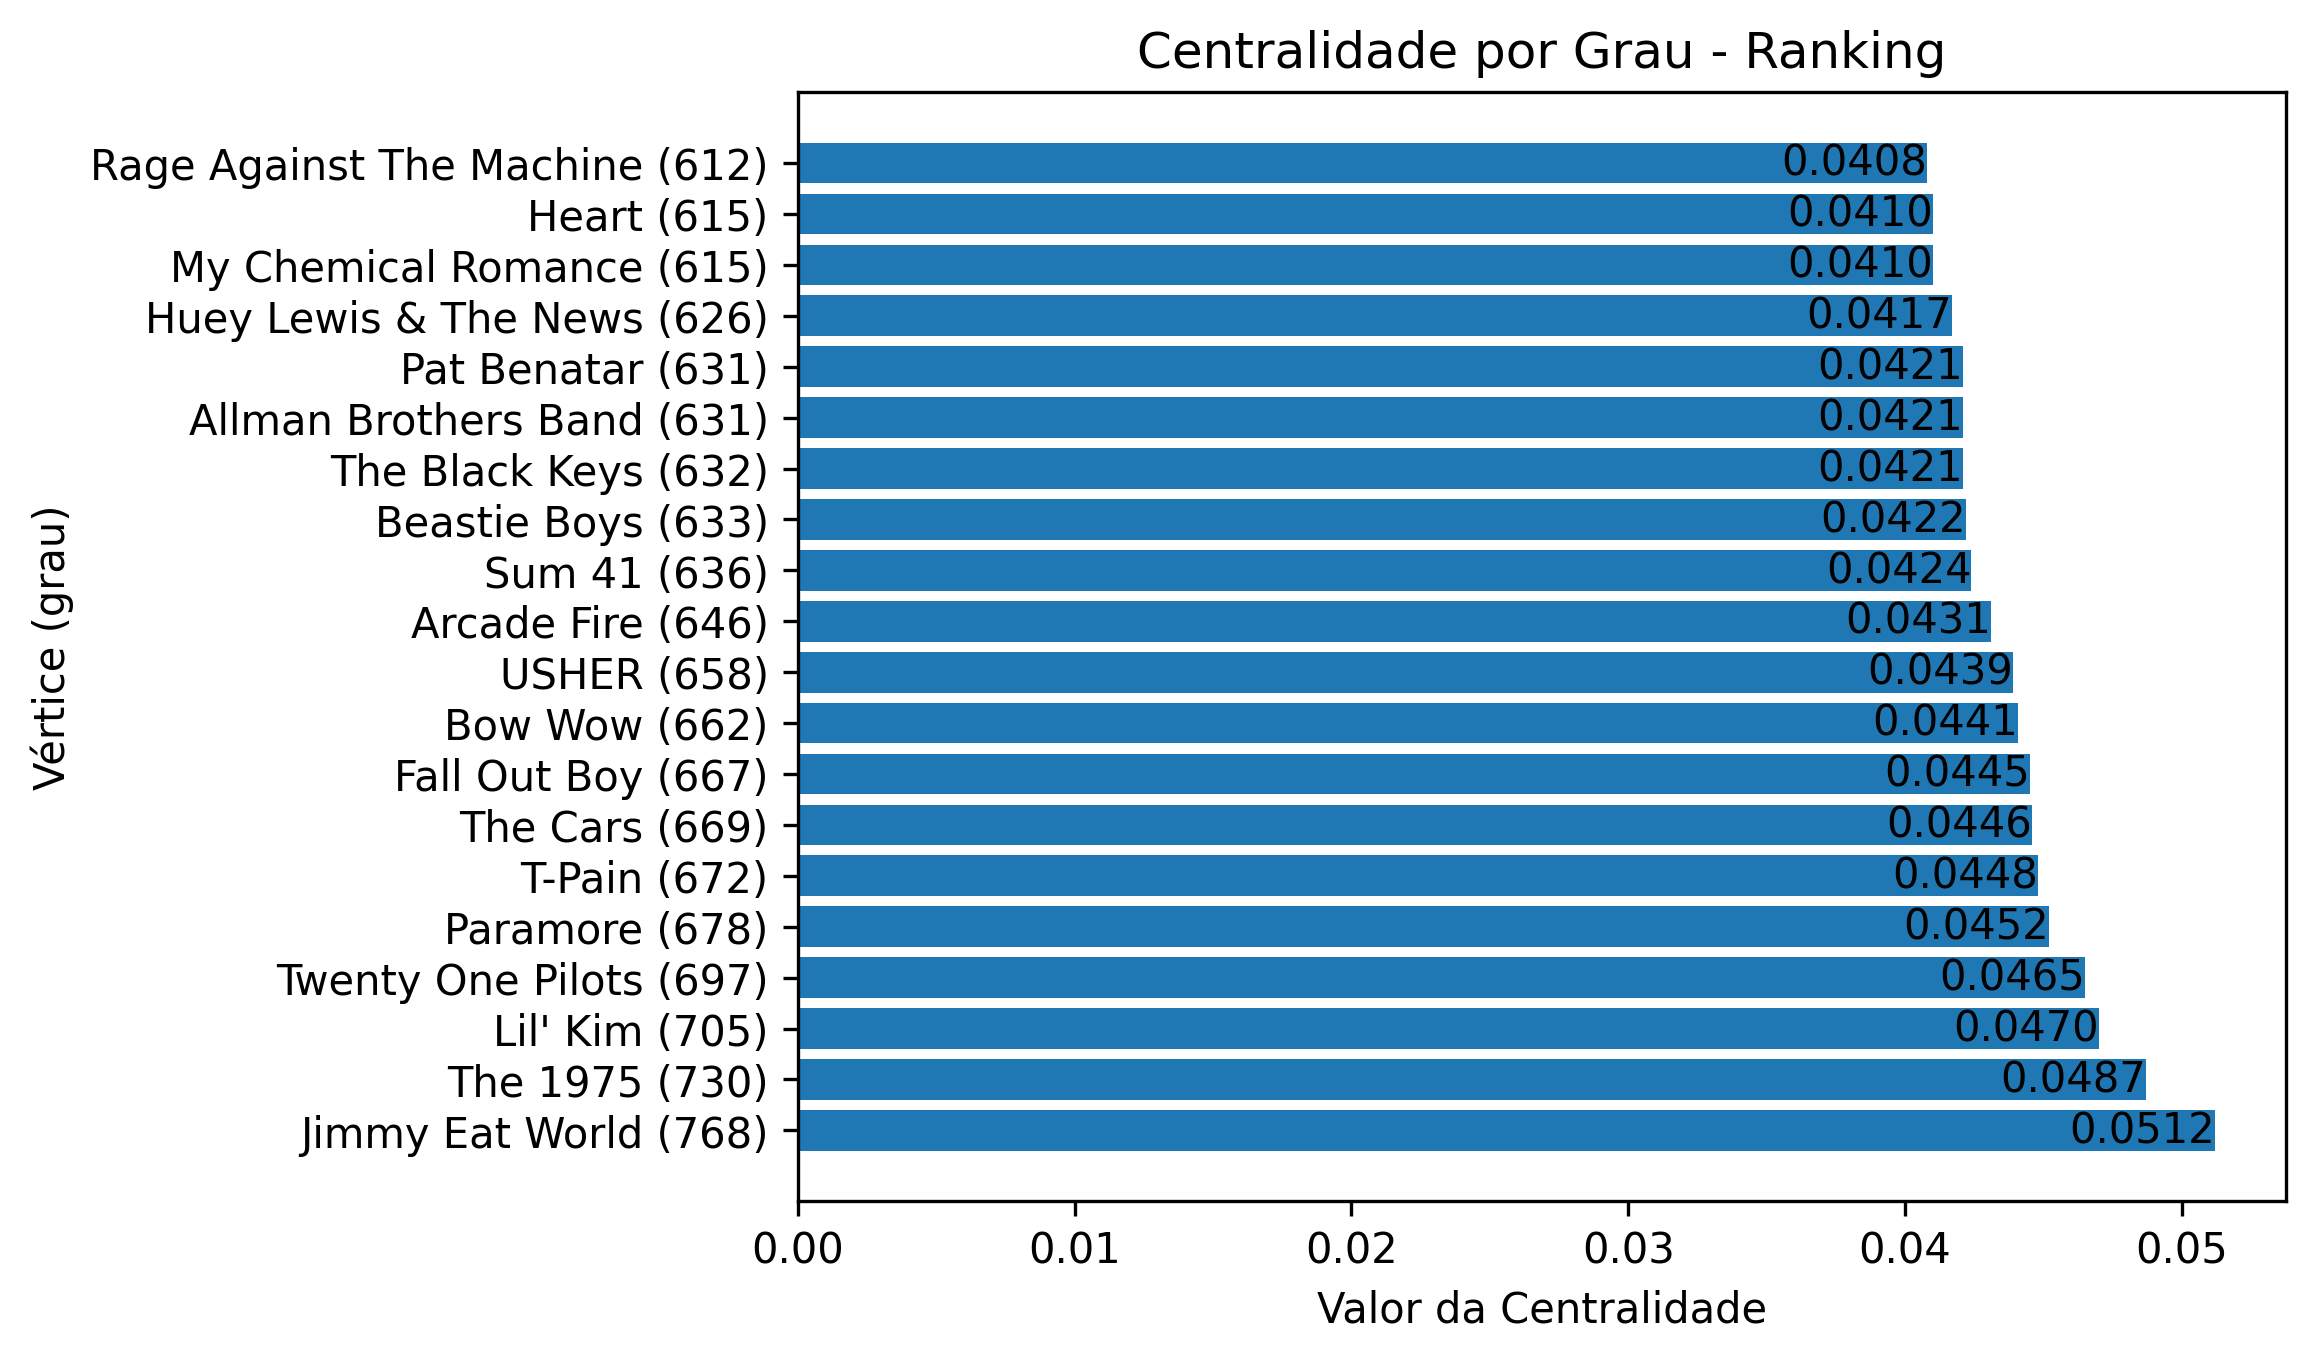 Centralidade por Grau - Ranking
Vértice (grau)
Rage Against The Machine (612) 0.0408
Heart (615) 0.0410
My Chemical Romance (615) 0.0410
Huey Lewis & The News (626) 0.0417
Pat Benatar (631) 0.0421
Allman Brothers Band (631) 0.0421
The Black Keys (632) 0.0421
Beastie Boys (633) 0.0422
Sum 41 (636) 0.0424
Arcade Fire (646) 0.0431
USHER (658) 0.0439
Bow Wow (662) 0.0441
Fall Out Boy (667) 0.0445
The Cars (669) 0.0446
T-Pain (672) 0.0448
Paramore (678) 0.0452
Twenty One Pilots (697) 0.0465
Lil' Kim (705) 0.0470
The 1975 (730) 0.0487
Jimmy Eat World (768) 0.0512
0.00 0.01 0.02 0.03 0.04 0.05
Valor da Centralidade